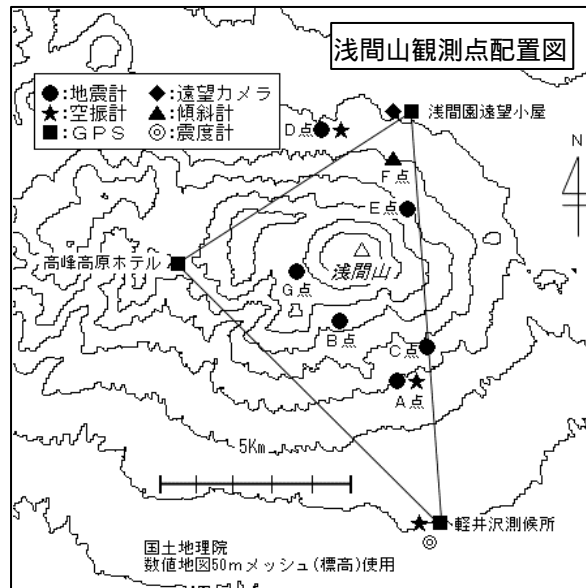 浅間山観測点配置図
●:地震計 ◆:遠望カメラ
★:空振計 ▲:傾斜計
■:GPS ◎:震度計
浅間園遠望小屋
D点
N
F点
E点
高峰高原ホテル
浅間山
G点
B点
C点
A点
5Km
軽井沢測候所
国土地理院
数値地図50mメッシュ(標高)使用